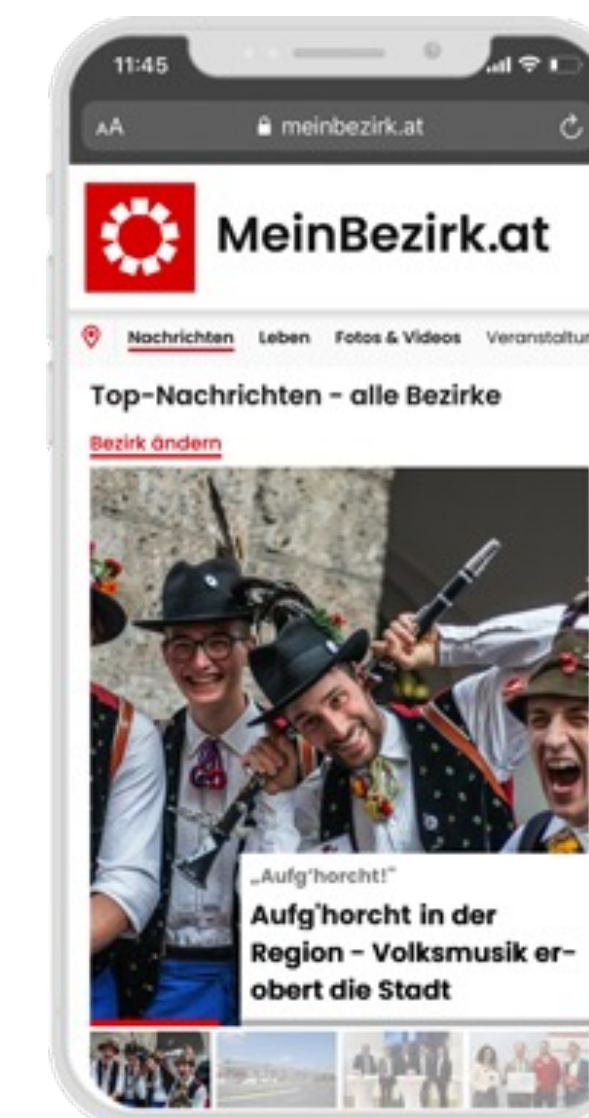 11:45
AA meinbezirk.at
MeinBezirk.at
Nachrichten Leben Fotos & Videos
Top-Nachrichten - alle Bezirke
Bezirk ändern
„Aufg'horcht!"
Aufg'horcht in der
Region - Volksmusik er-
obert die Stadt